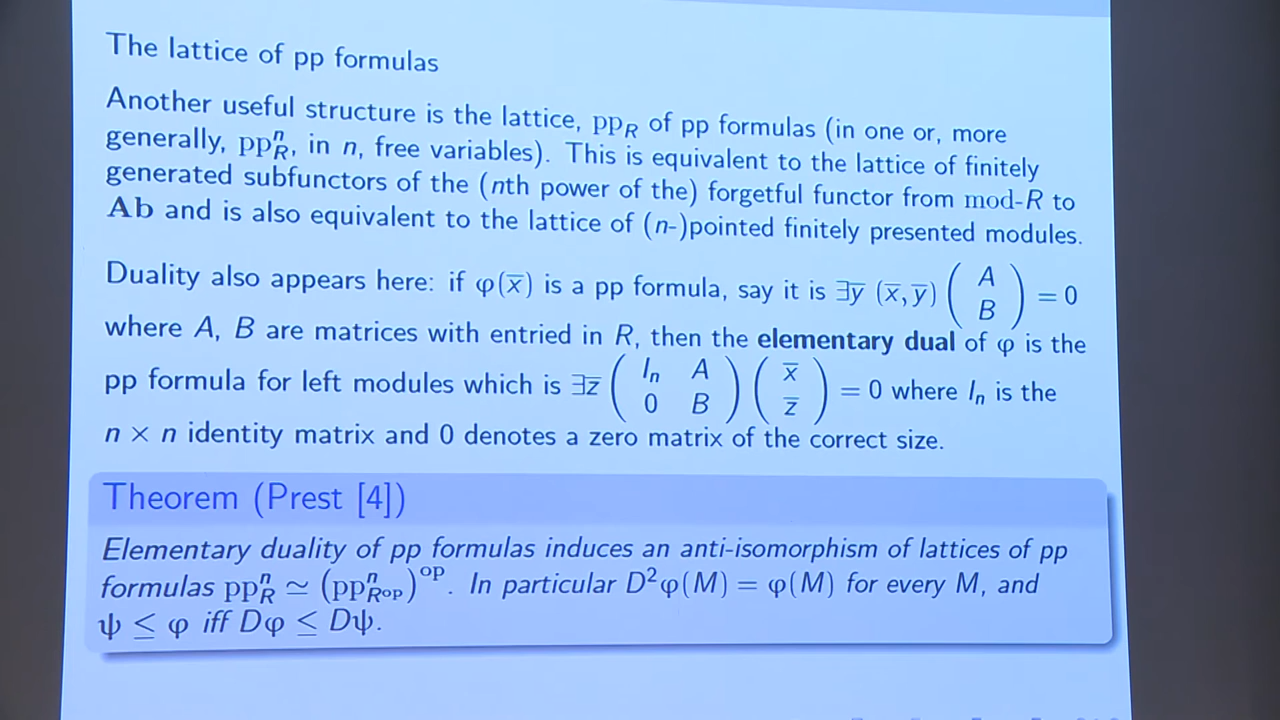 The lattice of pp formulas
Another useful structure is the lattice, pp_R of pp formulas (in one or, more
generally, pp^n_R, in n, free variables). This is equivalent to the lattice of finitely
generated subfunctors of the (nth power of the) forgetful functor from mod-R to
Ab and is also equivalent to the lattice of (n-)pointed finitely presented modules.
Duality also appears here: if φ(x̅) is a pp formula, say it is ∃y̅ (x̅, y̅) ( A ; B ) = 0
where A, B are matrices with entried in R, then the elementary dual of φ is the
pp formula for left modules which is ∃z̅ ( I_n A ; 0 B ) ( x̅ ; z̅ ) = 0 where I_n is the
n × n identity matrix and 0 denotes a zero matrix of the correct size.
Theorem (Prest [4])
Elementary duality of pp formulas induces an anti-isomorphism of lattices of pp
formulas pp^n_R ≃ (pp^n_{R^op})^op. In particular D²φ(M) = φ(M) for every M, and
ψ ≤ φ iff Dφ ≤ Dψ.